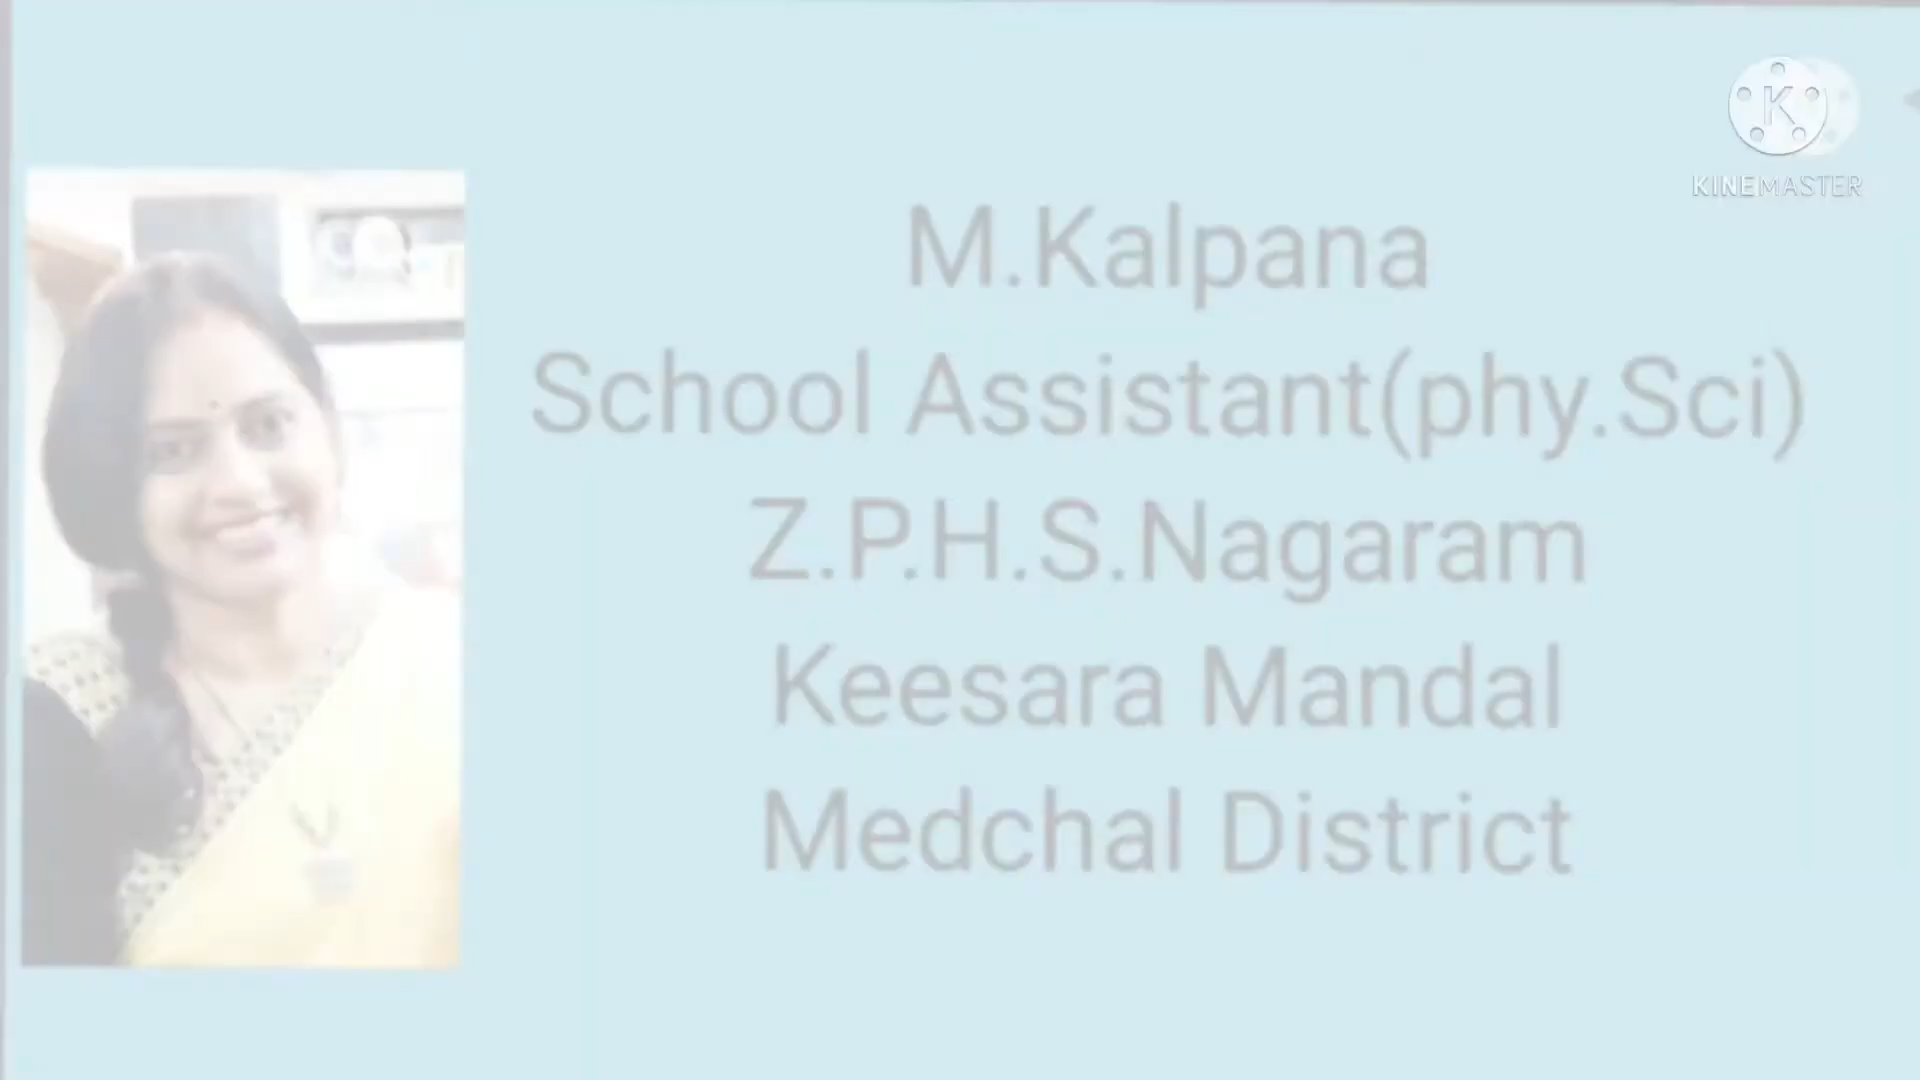 KINEMASTER
M.Kalpana
School Assistant(phy.Sci)
Z.P.H.S.Nagaram
Keesara Mandal
Medchal District